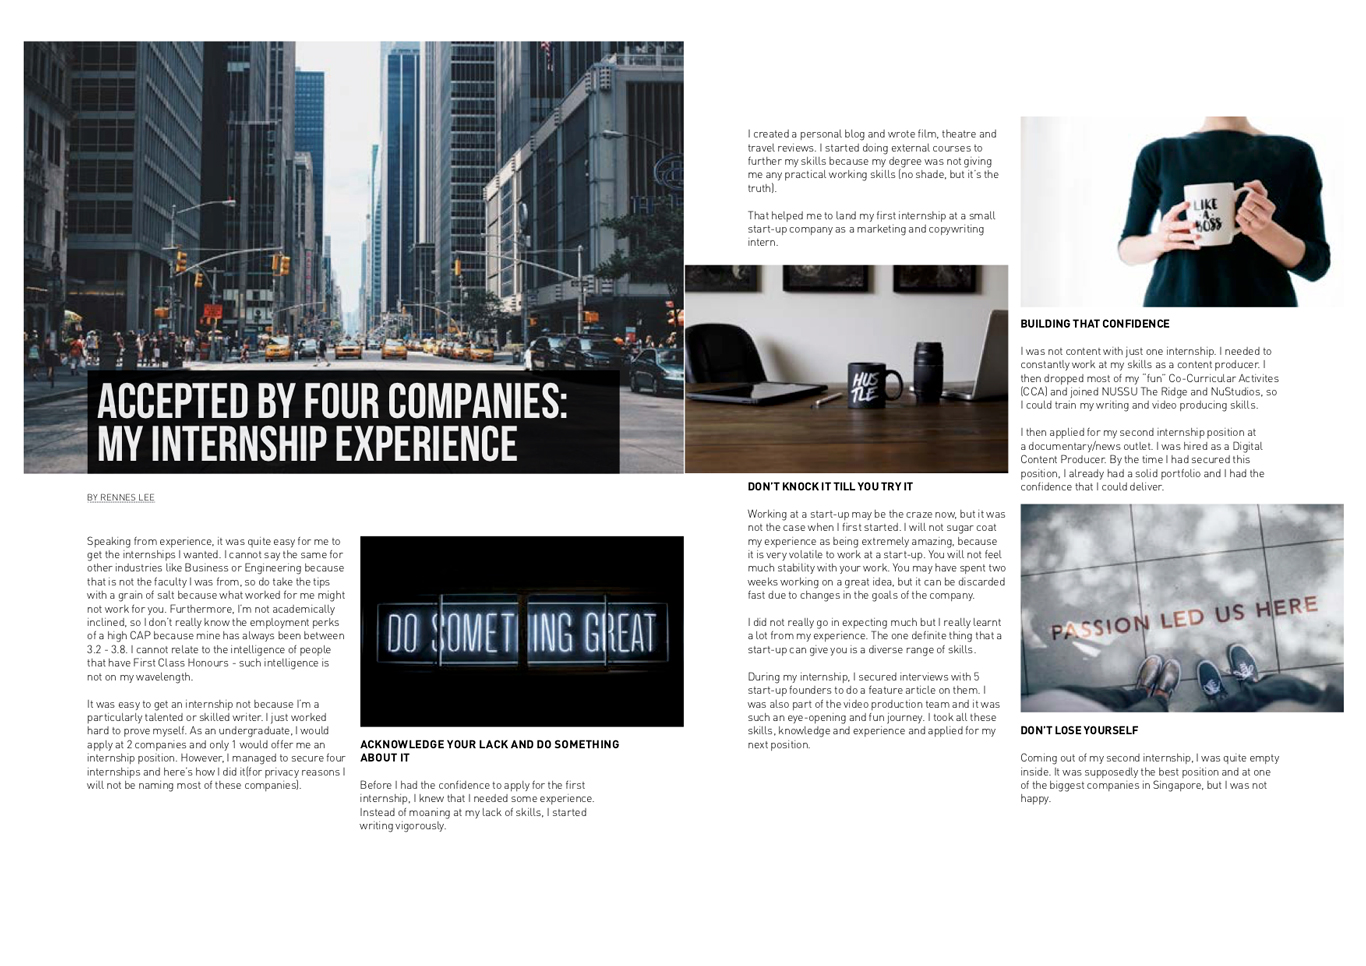 ACCEPTED BY FOUR COMPANIES:
MY INTERNSHIP EXPERIENCE
BY RENNES LEE
Speaking from experience, it was quite easy for me to
get the internships I wanted. I cannot say the same for
other industries like Business or Engineering because
that is not the faculty I was from, so do take the tips
with a grain of salt because what worked for me might
not work for you. Furthermore, I'm not academically
inclined, so I don't really know the employment perks
of a high CAP because mine has always been between
3.2 - 3.8. I cannot relate to the intelligence of people
that have First Class Honours - such intelligence is
not on my wavelength.
It was easy to get an internship not because I'm a
particularly talented or skilled writer. I just worked
hard to prove myself. As an undergraduate, I would
apply at 2 companies and only 1 would offer me an
internship position. However, I managed to secure four
internships and here's how I did it(for privacy reasons I
will not be naming most of these companies).
DO SOMETHING GREAT
ACKNOWLEDGE YOUR LACK AND DO SOMETHING
ABOUT IT
Before I had the confidence to apply for the first
internship, I knew that I needed some experience.
Instead of moaning at my lack of skills, I started
writing vigorously.
I created a personal blog and wrote film, theatre and
travel reviews. I started doing external courses to
further my skills because my degree was not giving
me any practical working skills (no shade, but it's the
truth).
That helped me to land my first internship at a small
start-up company as a marketing and copywriting
intern.
HUS
TLE
DON'T KNOCK IT TILL YOU TRY IT
Working at a start-up may be the craze now, but it was
not the case when I first started. I will not sugar coat
my experience as being extremely amazing, because
it is very volatile to work at a start-up. You will not feel
much stability with your work. You may have spent two
weeks working on a great idea, but it can be discarded
fast due to changes in the goals of the company.
I did not really go in expecting much but I really learnt
a lot from my experience. The one definite thing that a
start-up can give you is a diverse range of skills.
During my internship, I secured interviews with 5
start-up founders to do a feature article on them. I
was also part of the video production team and it was
such an eye-opening and fun journey. I took all these
skills, knowledge and experience and applied for my
next position.
LIKE
A
BOSS
BUILDING THAT CONFIDENCE
I was not content with just one internship. I needed to
constantly work at my skills as a content producer. I
then dropped most of my "fun" Co-Curricular Activites
(CCA) and joined NUSSU The Ridge and NuStudios, so
I could train my writing and video producing skills.
I then applied for my second internship position at
a documentary/news outlet. I was hired as a Digital
Content Producer. By the time I had secured this
position, I already had a solid portfolio and I had the
confidence that I could deliver.
PASSION LED US HERE
DON'T LOSE YOURSELF
Coming out of my second internship, I was quite empty
inside. It was supposedly the best position and at one
of the biggest companies in Singapore, but I was not
happy.